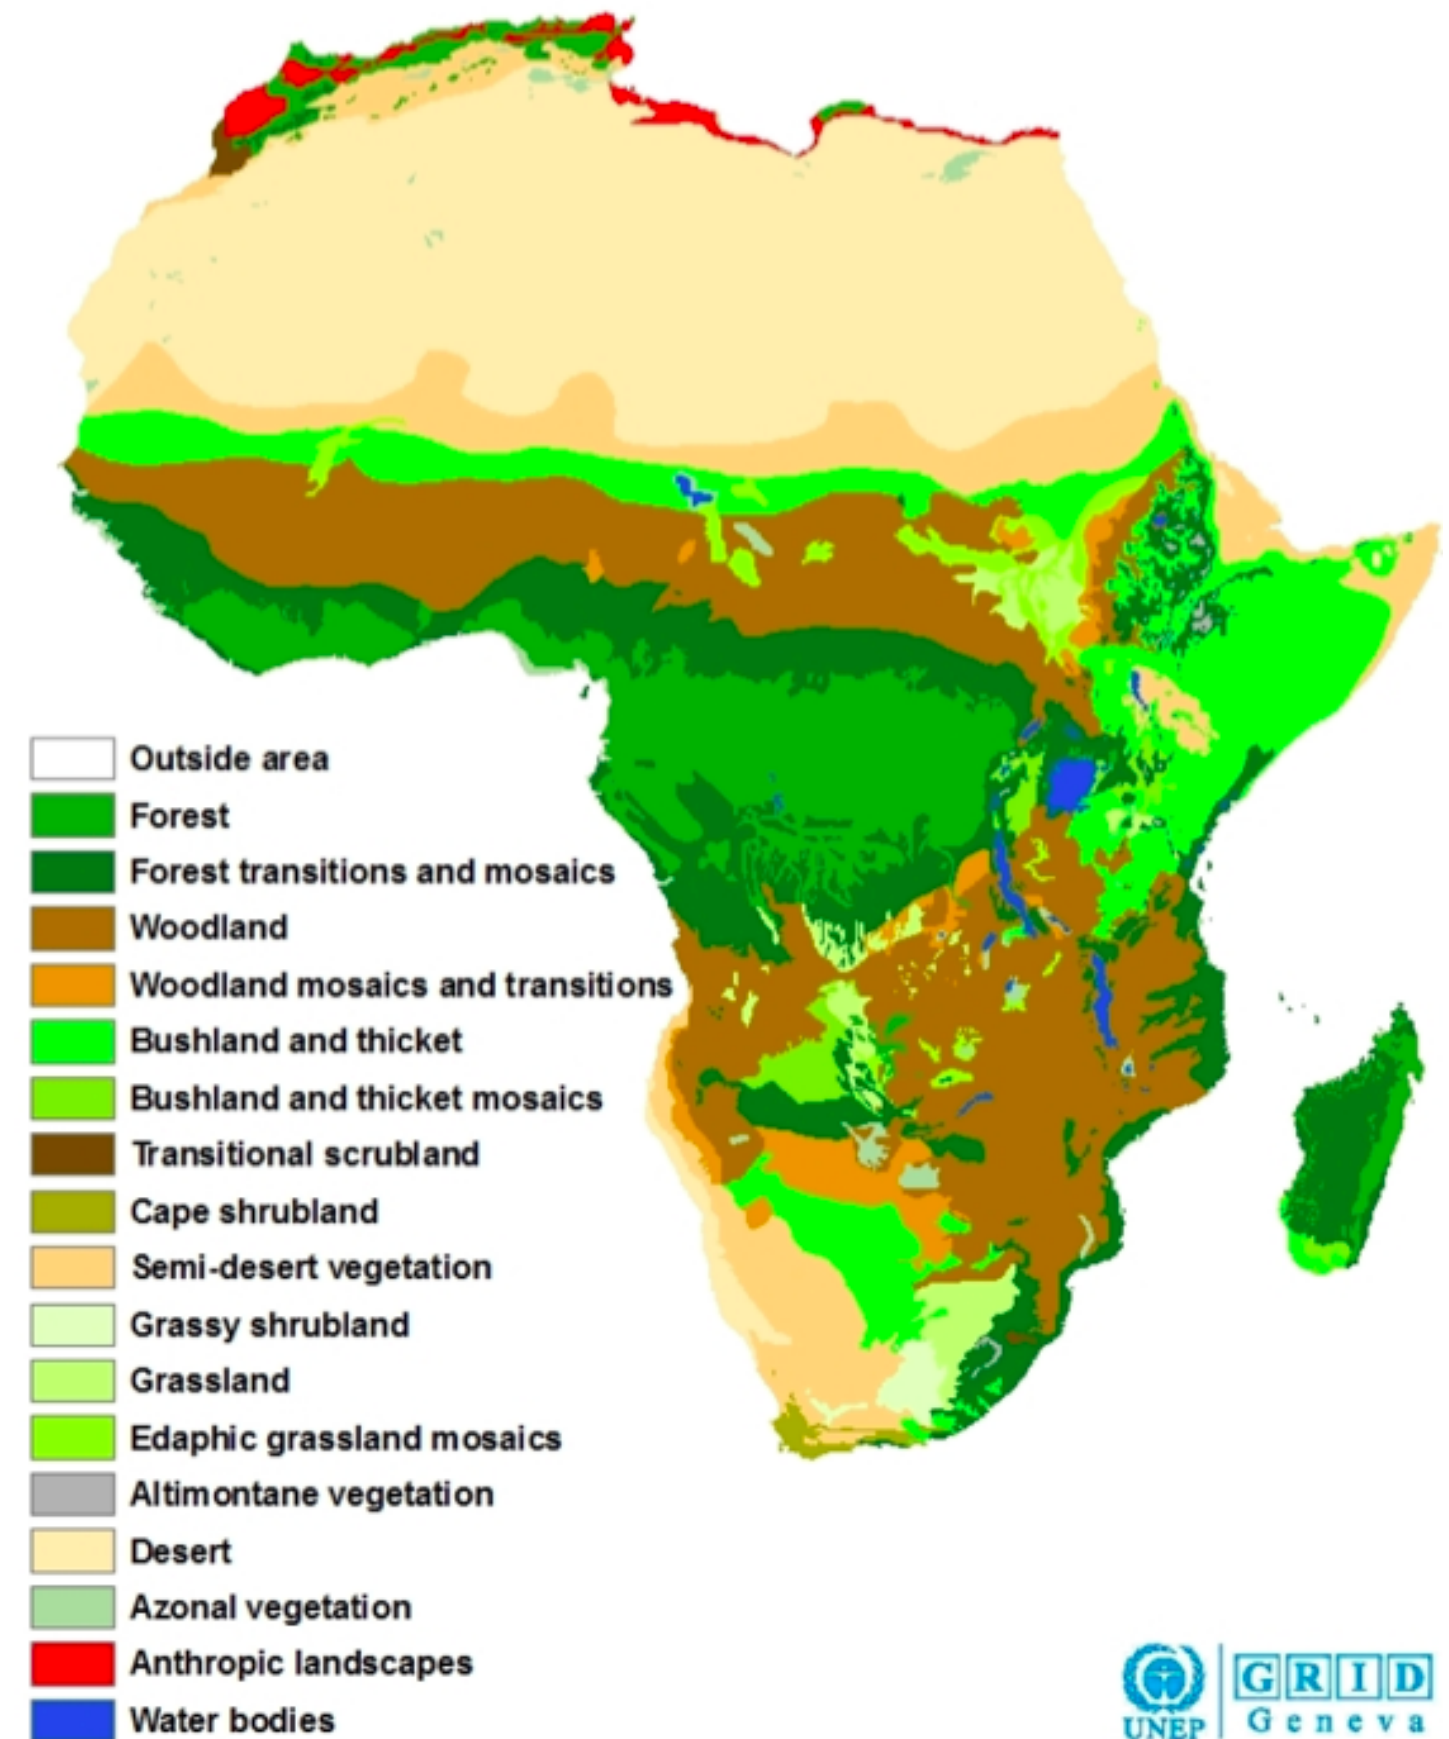 Outside area
Forest
Forest transitions and mosaics
Woodland
Woodland mosaics and transitions
Bushland and thicket
Bushland and thicket mosaics
Transitional scrubland
Cape shrubland
Semi-desert vegetation
Grassy shrubland
Grassland
Edaphic grassland mosaics
Altimontane vegetation
Desert
Azonal vegetation
Anthropic landscapes
Water bodies
UNEP
GRID
Geneva